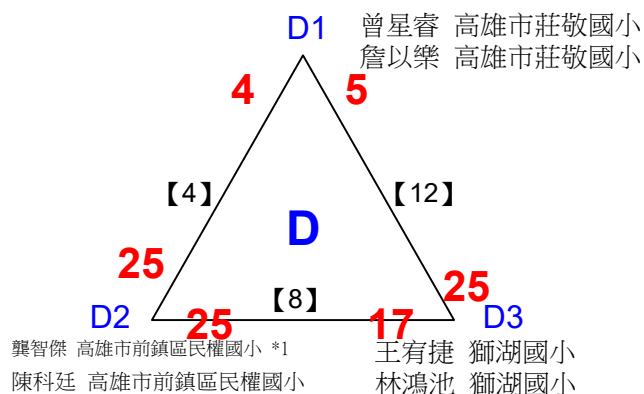 D1
曾星睿 高雄市莊敬國小
詹以樂 高雄市莊敬國小
4
5
【4】
【12】
D
25
25
【8】
D2
25
17
D3
龔智傑 高雄市前鎮區民權國小 *1
陳科廷 高雄市前鎮區民權國小
王宥捷 獅湖國小
林鴻池 獅湖國小